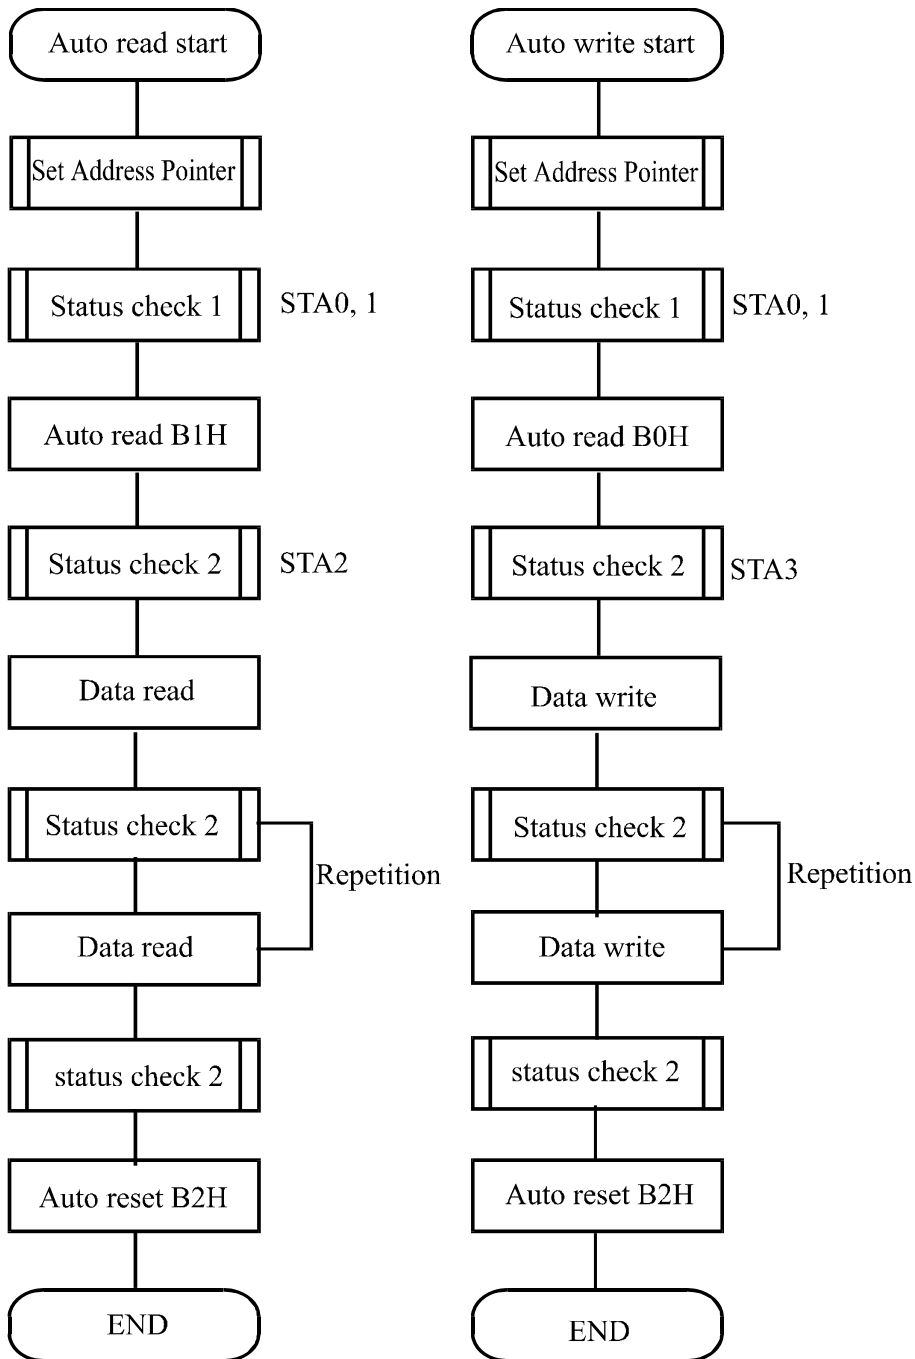 Auto read start
Set Address Pointer
Status check 1
STA0, 1
Auto read B1H
Status check 2
STA2
Data read
Status check 2
Repetition
Data read
status check 2
Auto reset B2H
END
Auto write start
Set Address Pointer
Status check 1
STA0, 1
Auto read B0H
Status check 2
STA3
Data write
Status check 2
Repetition
Data write
status check 2
Auto reset B2H
END